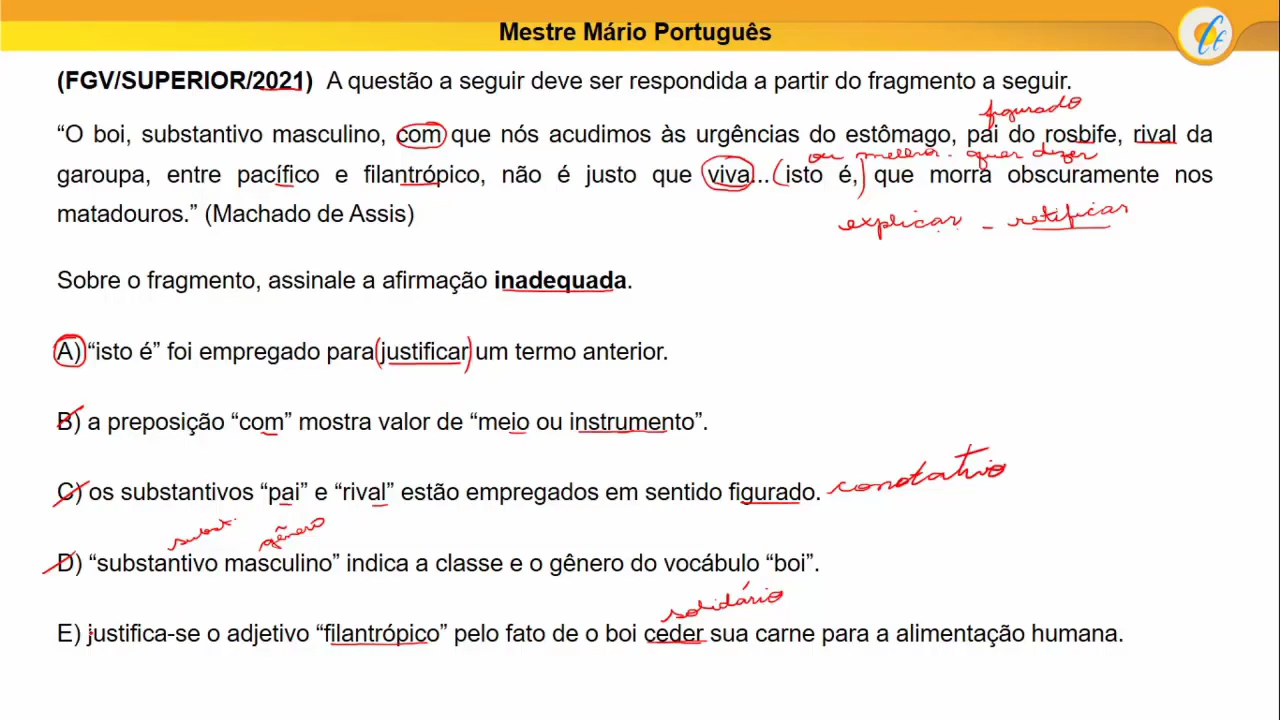 Mestre Mário Português
(FGV/SUPERIOR/2021) A questão a seguir deve ser respondida a partir do fragmento a seguir.
figurado
“O boi, substantivo masculino, com que nós acudimos às urgências do estômago, pai do rosbife, rival da
ou melhor - quer dizer
garoupa, entre pacífico e filantrópico, não é justo que viva... (isto é,) que morra obscuramente nos
matadouros.” (Machado de Assis)
explicar - retificar
Sobre o fragmento, assinale a afirmação inadequada.
A) “isto é” foi empregado para (justificar) um termo anterior.
B) a preposição “com” mostra valor de “meio ou instrumento”.
C) os substantivos “pai” e “rival” estão empregados em sentido figurado. conotativo
subst. gênero
D) “substantivo masculino” indica a classe e o gênero do vocábulo “boi”.
solidário
E) justifica-se o adjetivo “filantrópico” pelo fato de o boi ceder sua carne para a alimentação humana.